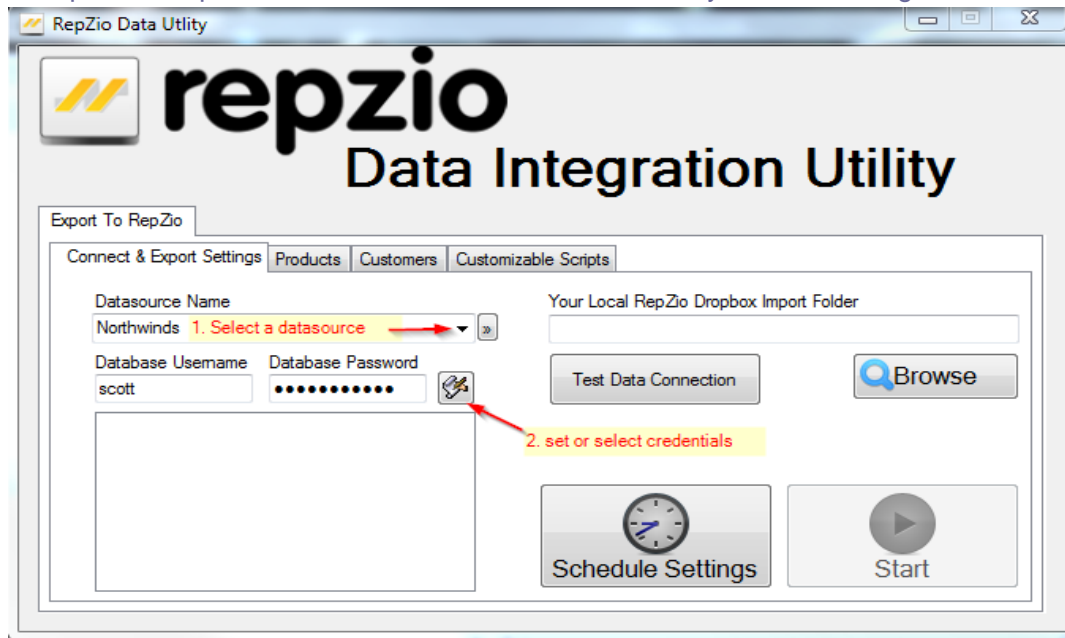 RepZio Data Utlity
repzio
Data Integration Utility
Export To RepZio
Connect & Export Settings Products Customers Customizable Scripts
Datasource Name
Your Local RepZio Dropbox Import Folder
Northwinds 1. Select a datasource »
Database Username Database Password
scott ●●●●●●●●●●●
Test Data Connection
Browse
2. set or select credentials
Schedule Settings
Start